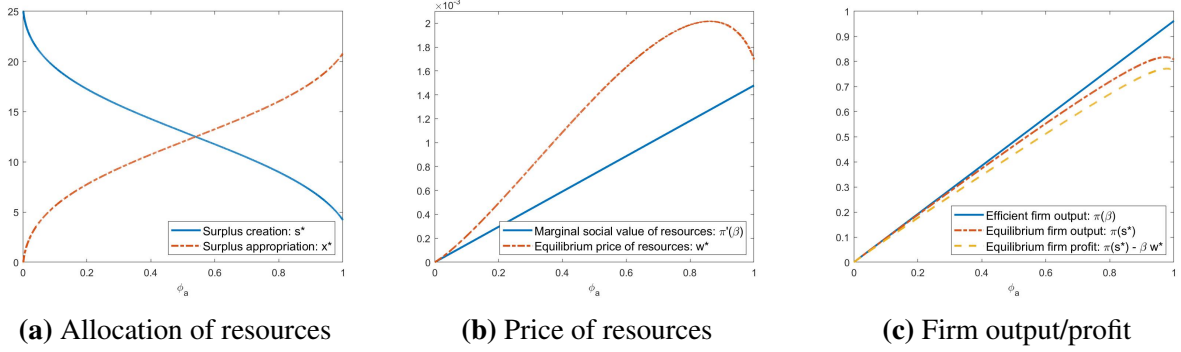 25
20
15
10
5
0
0 0.2 0.4 0.6 0.8 1
ϕa
Surplus creation: s*
Surplus appropriation: x*
(a) Allocation of resources
×10⁻³
2
1.8
1.6
1.4
1.2
1
0.8
0.6
0.4
0.2
0
0 0.2 0.4 0.6 0.8 1
ϕa
Marginal social value of resources: π'(β)
Equilibrium price of resources: w*
(b) Price of resources
1
0.9
0.8
0.7
0.6
0.5
0.4
0.3
0.2
0.1
0
0 0.2 0.4 0.6 0.8 1
ϕa
Efficient firm output: π(β)
Equilibrium firm output: π(s*)
Equilibrium firm profit: π(s*) - β w*
(c) Firm output/profit